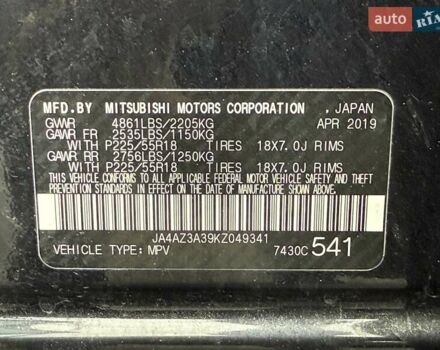 AUTO RIA
MFD.BY MITSUBISHI MOTORS CORPORATION , JAPAN
GVWR 4861LBS/2205KG APR 2019
GAWR FR 2535LBS/1150KG
WITH P225/55R18 TIRES 18X7.0J RIMS
GAWR RR 2756LBS/1250KG
WITH P225/55R18 TIRES 18X7.0J RIMS
THIS VEHICLE CONFORMS TO ALL APPLICABLE FEDERAL MOTOR VEHICLE SAFETY AND THEFT
PREVENTION STANDARDS IN EFFECT ON THE DATE OF MANUFACTURE SHOWN ABOVE.
JA4AZ3A39KZ049341
VEHICLE TYPE: MPV 7430C 541